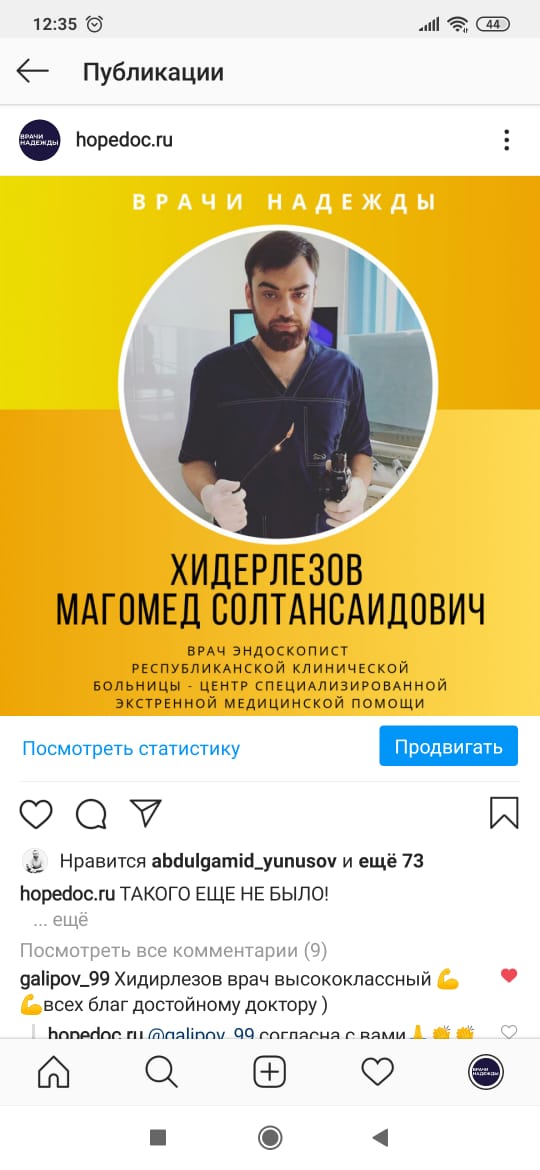 12:35
44
Публикации
ВРАЧИ НАДЕЖДЫ
hopedoc.ru
ВРАЧИ НАДЕЖДЫ
ХИДЕРЛЕЗОВ
МАГОМЕД СОЛТАНСАИДОВИЧ
ВРАЧ ЭНДОСКОПИСТ
РЕСПУБЛИКАНСКОЙ КЛИНИЧЕСКОЙ
БОЛЬНИЦЫ - ЦЕНТР СПЕЦИАЛИЗИРОВАННОЙ
ЭКСТРЕННОЙ МЕДИЦИНСКОЙ ПОМОЩИ
Посмотреть статистику
Продвигать
Нравится abdulgamid_yunusov и ещё 73
hopedoc.ru ТАКОГО ЕЩЕ НЕ БЫЛО!
... ещё
Посмотреть все комментарии (9)
galipov_99 Хидирлезов врач высококлассный 💪
💪всех благ достойному доктору )
hopedoc.ru @galipov_99 согласна с вами🙏👏👏
ВРАЧИ НАДЕЖДЫ